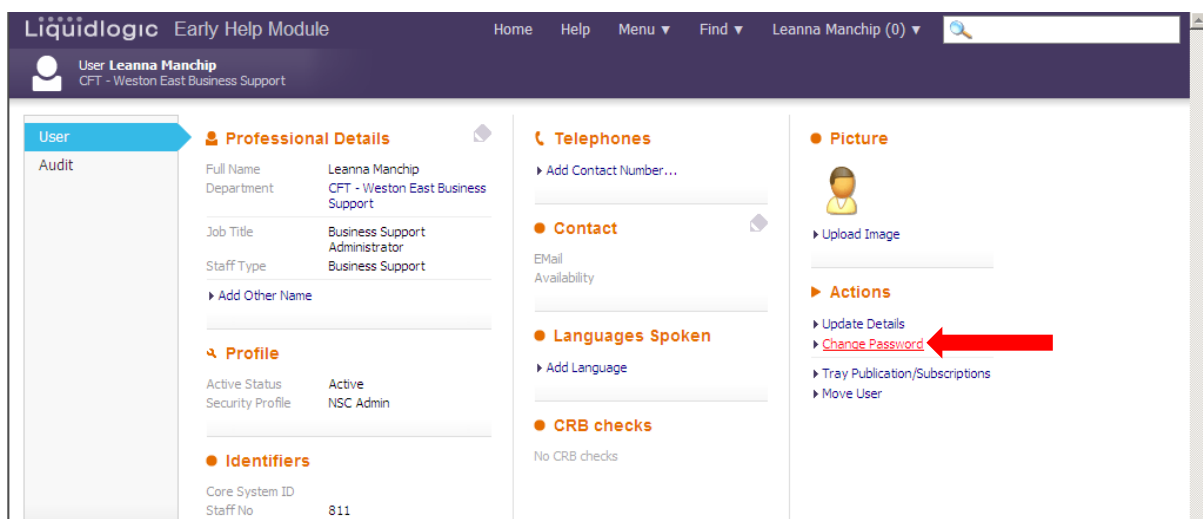 Liquidlogic Early Help Module
Home Help Menu ▼ Find ▼ Leanna Manchip (0) ▼
User Leanna Manchip
CFT - Weston East Business Support
User
Audit
Professional Details
Full Name Leanna Manchip
Department CFT - Weston East Business
Support
Job Title Business Support
Administrator
Staff Type Business Support
Add Other Name
Profile
Active Status Active
Security Profile NSC Admin
Identifiers
Core System ID
Staff No 811
Telephones
Add Contact Number...
Contact
EMail
Availability
Languages Spoken
Add Language
CRB checks
No CRB checks
Picture
Upload Image
Actions
Update Details
Change Password
Tray Publication/Subscriptions
Move User